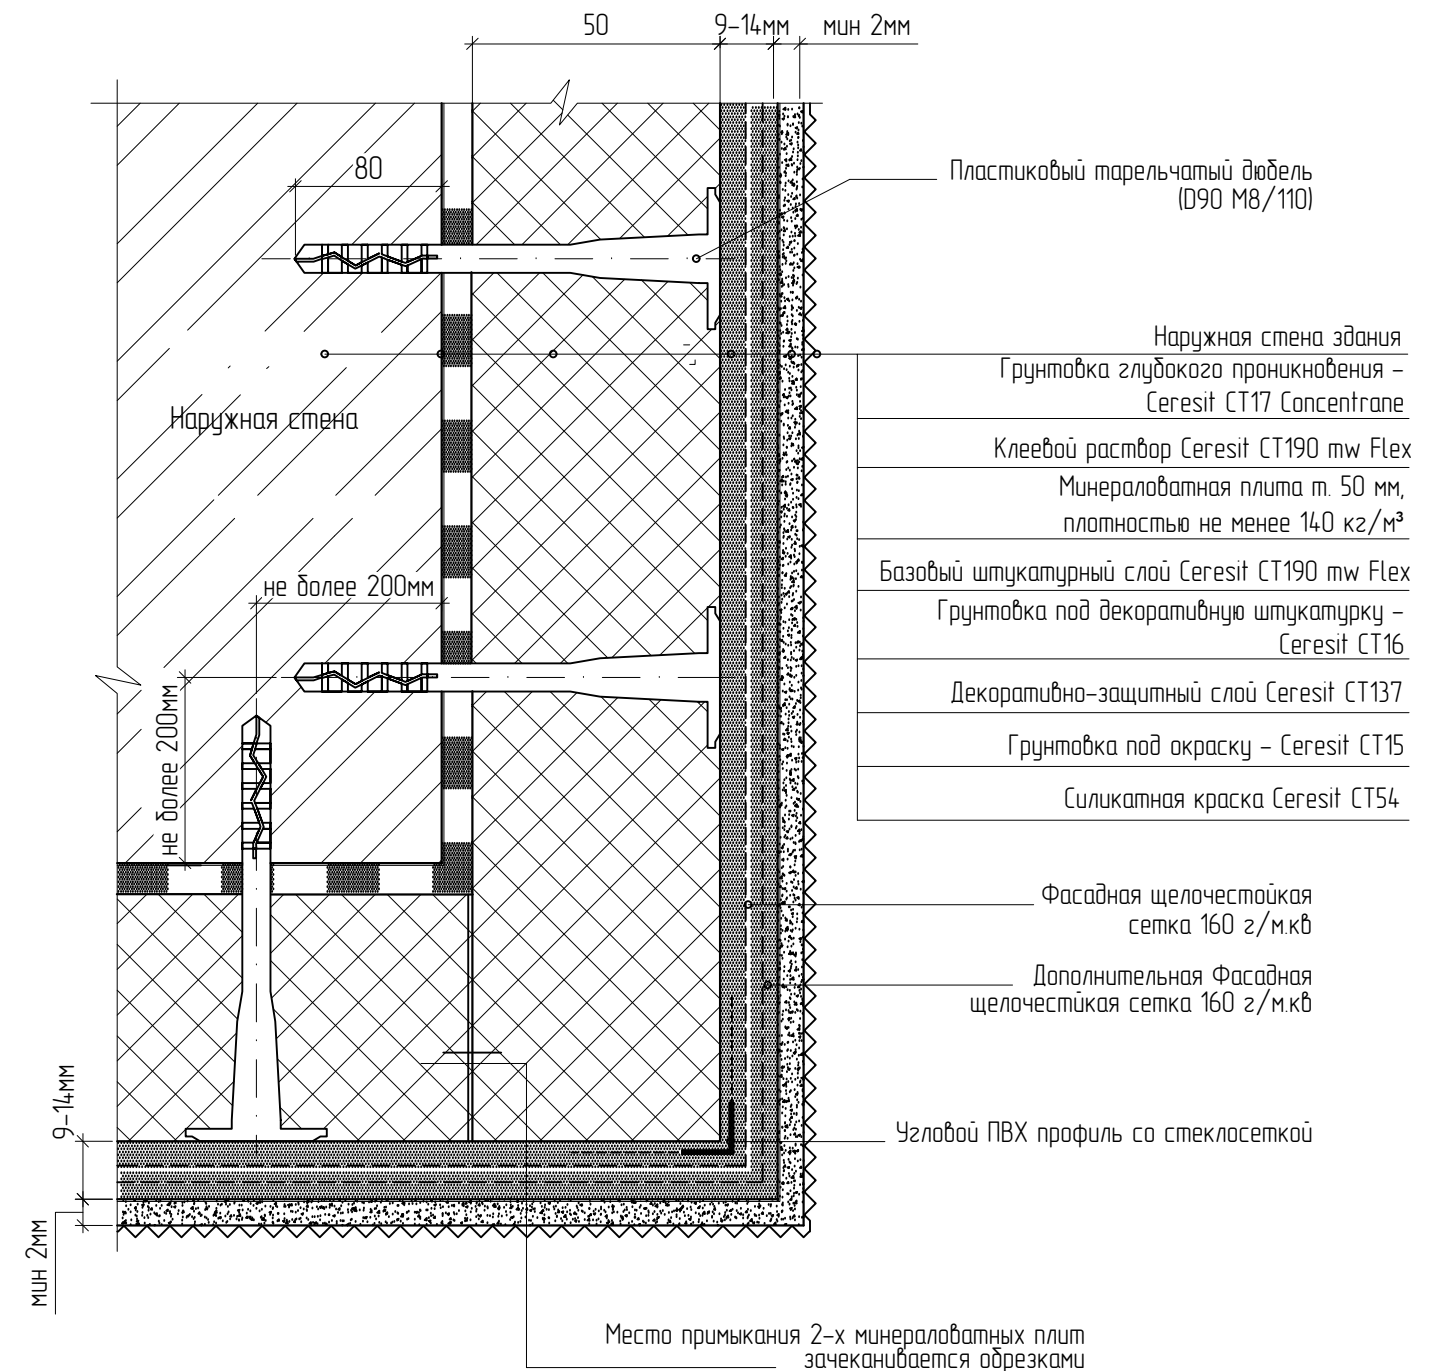 50
9-14мм
мин 2мм
80
Пластиковый тарельчатый дюбель
(D90 М8/110)
Наружная стена здания
Грунтовка глубокого проникновения -
Ceresit CT17 Concentrane
Наружная стена
Клеевой раствор Ceresit CT190 mw Flex
Минераловатная плита т. 50 мм,
плотностью не менее 140 кг/м³
Базовый штукатурный слой Ceresit CT190 mw Flex
не более 200мм
Грунтовка под декоративную штукатурку -
Ceresit CT16
Декоративно-защитный слой Ceresit CT137
не более 200мм
Грунтовка под окраску - Ceresit CT15
Силикатная краска Ceresit CT54
Фасадная щелочестойкая
сетка 160 г/м.кв
Дополнительная Фасадная
щелочестйкая сетка 160 г/м.кв
9-14мм
Угловой ПВХ профиль со стеклосеткой
мин 2мм
Место примыкания 2-х минераловатных плит
зачеканивается обрезками